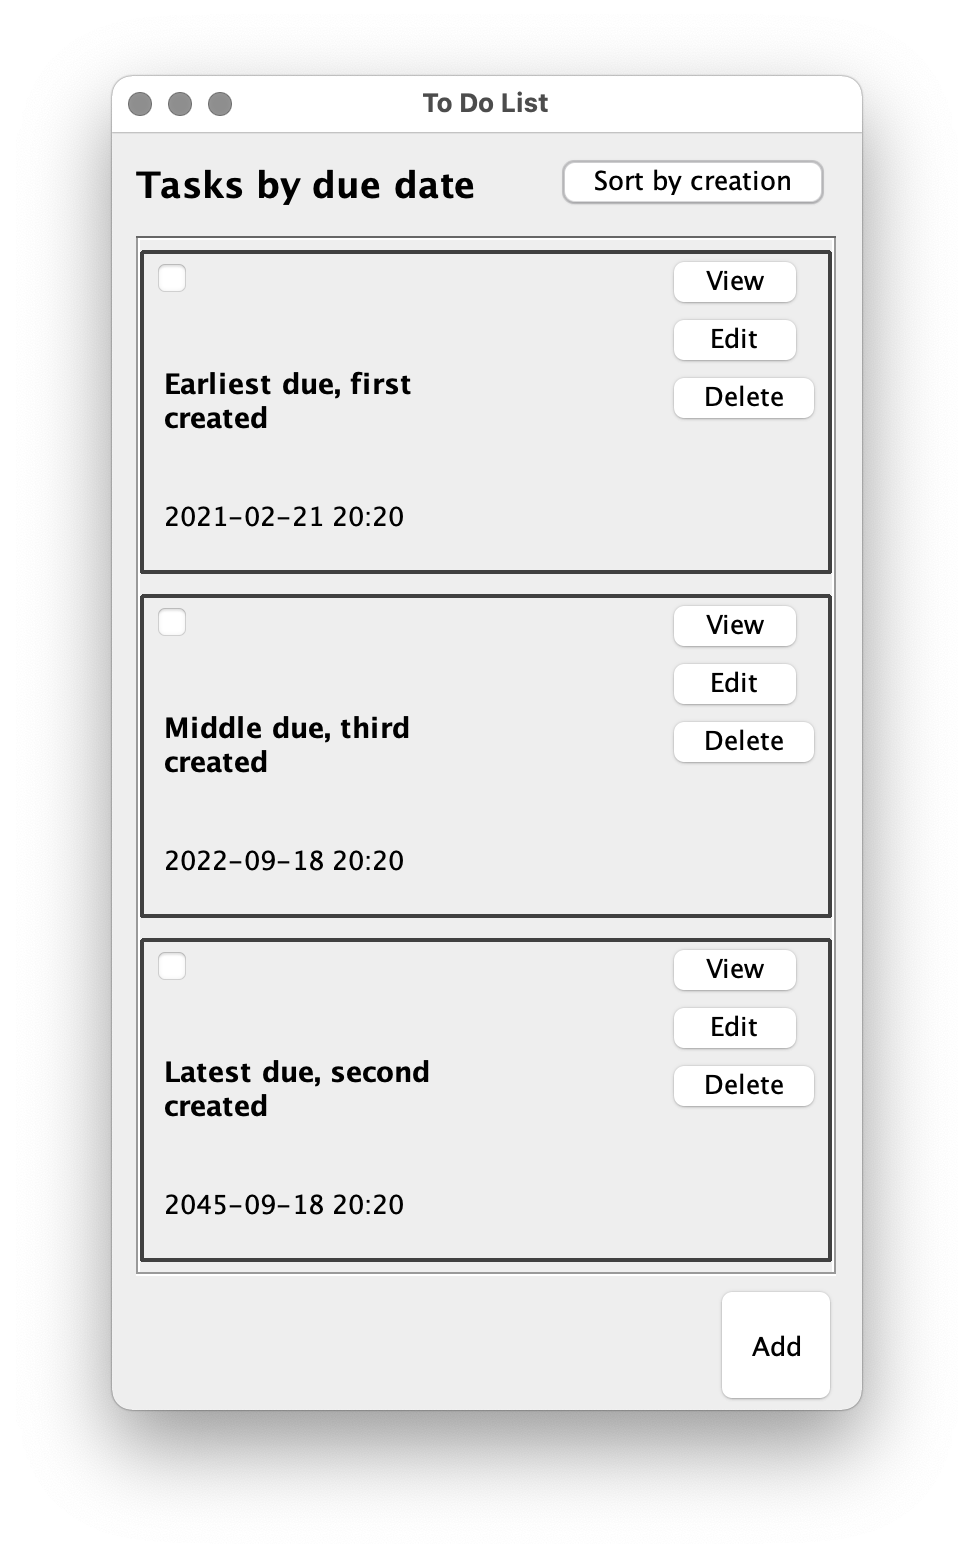 To Do List
Tasks by due date
Sort by creation
View
Edit
Earliest due, first
created
Delete
2021-02-21 20:20
View
Edit
Middle due, third
created
Delete
2022-09-18 20:20
View
Edit
Latest due, second
created
Delete
2045-09-18 20:20
Add